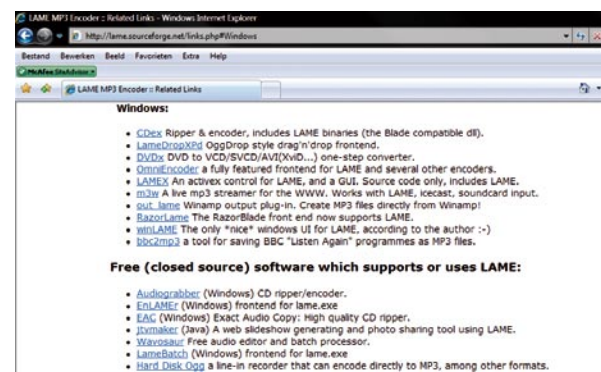 LAME MP3 Encoder :: Related Links - Windows Internet Explorer
http://lame.sourceforge.net/links.php#Windows
Bestand Bewerken Beeld Favorieten Extra Help
McAfee SiteAdvisor
LAME MP3 Encoder :: Related Links
Windows:
• CDex Ripper & encoder, includes LAME binaries (the Blade compatible dll).
• LameDropXPd OggDrop style drag'n'drop frontend.
• DVDx DVD to VCD/SVCD/AVI(XviD...) one-step converter.
• OmniEncoder a fully featured frontend for LAME and several other encoders.
• LAMEX An activex control for LAME, and a GUI. Source code only, includes LAME.
• m3w A live mp3 streamer for the WWW. Works with LAME, icecast, soundcard input.
• out_lame Winamp output plug-in. Create MP3 files directly from Winamp!
• RazorLame The RazorBlade front end now supports LAME.
• winLAME The only *nice* windows UI for LAME, according to the author :-)
• bbc2mp3 a tool for saving BBC "Listen Again" programmes as MP3 files.
Free (closed source) software which supports or uses LAME:
• Audiograbber (Windows) CD ripper/encoder.
• EnLAMEr (Windows) frontend for lame.exe
• EAC (Windows) Exact Audio Copy: High quality CD ripper.
• jtvmaker (Java) A web slideshow generating and photo sharing tool using LAME.
• Wavosaur Free audio editor and batch processor.
• LameBatch (Windows) frontend for lame.exe
• Hard Disk Ogg a line-in recorder that can encode directly to MP3, among other formats.